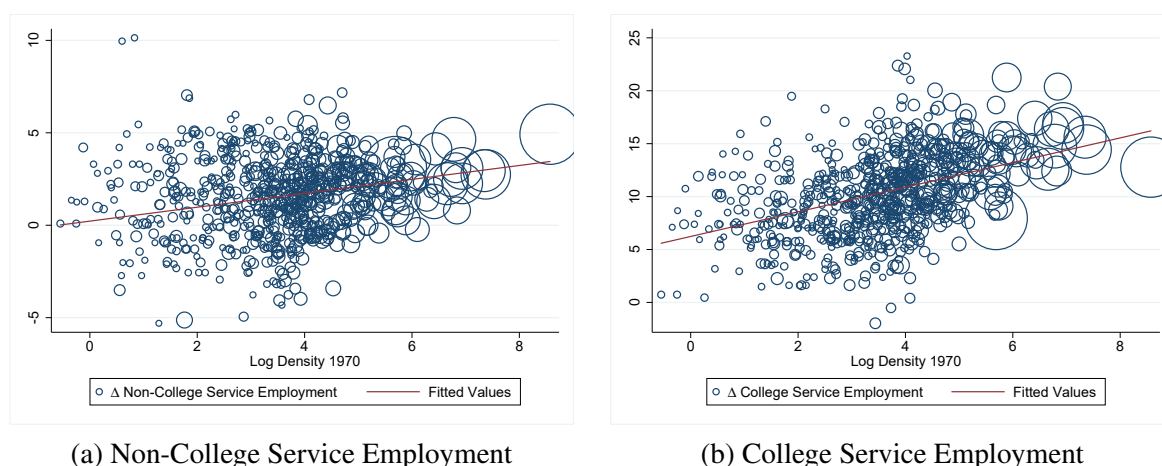 10
5
0
-5
0 2 4 6 8
Log Density 1970
Δ Non-College Service Employment Fitted Values
(a) Non-College Service Employment
25
20
15
10
5
0
0 2 4 6 8
Log Density 1970
Δ College Service Employment Fitted Values
(b) College Service Employment